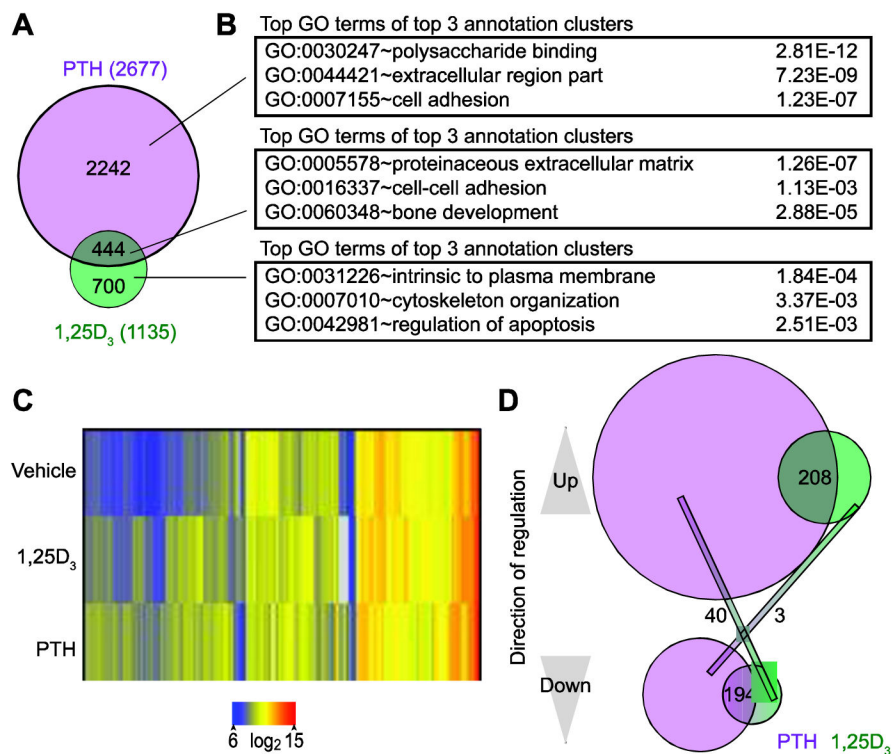 A
B
PTH (2677)
2242
444
700
1,25D₃ (1135)
Top GO terms of top 3 annotation clusters
GO:0030247~polysaccharide binding 2.81E-12
GO:0044421~extracellular region part 7.23E-09
GO:0007155~cell adhesion 1.23E-07
Top GO terms of top 3 annotation clusters
GO:0005578~proteinaceous extracellular matrix 1.26E-07
GO:0016337~cell-cell adhesion 1.13E-03
GO:0060348~bone development 2.88E-05
Top GO terms of top 3 annotation clusters
GO:0031226~intrinsic to plasma membrane 1.84E-04
GO:0007010~cytoskeleton organization 3.37E-03
GO:0042981~regulation of apoptosis 2.51E-03
C
Vehicle
1,25D₃
PTH
6 log₂ 15
D
Direction of regulation
Up
208
40 3
Down
194
PTH 1,25D₃